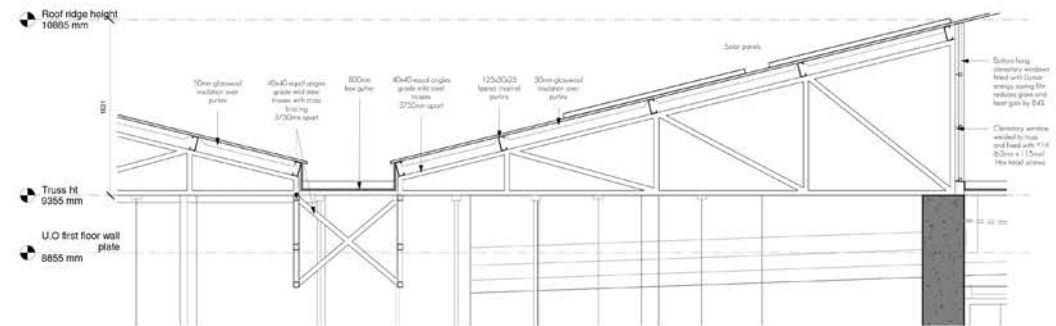 Roof ridge height
10885 mm
1531
50mm glasswool
insulation over
purlins
40x40 equal angles
grade mild steel
trusses with cross
bracing
3750mm apart
800mm
box gutter
40x40 equal angles
grade mild steel
trusses
3750mm apart
125x50x25
lipped channel
purlins
50mm glasswool
insulation over
purlins
Solar panels
Bottom hung
clerestory windows
fitted with
energy saving film
reduces glare and
heat gain by 84%
Clerestory window
welded to truss
and fixed with #14
Hex head screws
Truss ht
9355 mm
U.O first floor wall
plate
8855 mm